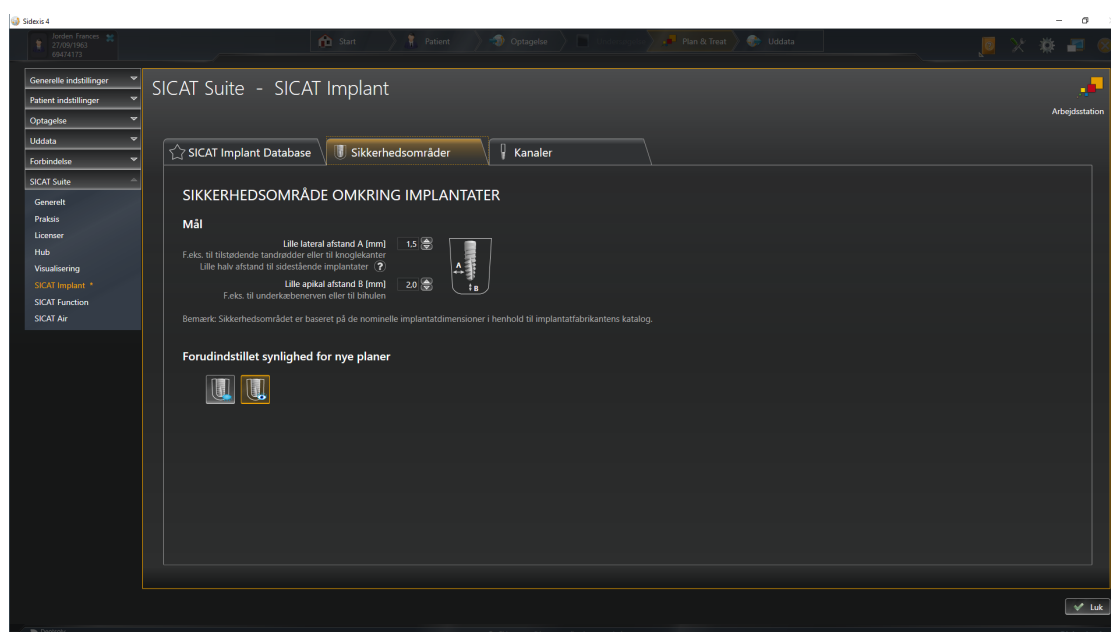 Sidexis 4
Jorden Frances
27/09/1963
69474173
Start
Patient
Optagelse
Plan & Treat
Uddata
Generelle indstillinger
Patient indstillinger
Optagelse
Uddata
Forbindelse
SICAT Suite
Generelt
Praksis
Licenser
Hub
Visualisering
SICAT Implant *
SICAT Function
SICAT Air
SICAT Suite - SICAT Implant
Arbejdsstation
SICAT Implant Database
Sikkerhedsområder
Kanaler
SIKKERHEDSOMRÅDE OMKRING IMPLANTATER
Mål
Lille lateral afstand A [mm] 1,5
F.eks. til tilstødende tandrødder eller til knoglekanter
Lille halv afstand til sidestående implantater ?
A
B
Lille apikal afstand B [mm] 2,0
F.eks. til underkæbenerven eller til bihulen
Bemærk: Sikkerhedsområdet er baseret på de nominelle implantatdimensioner i henhold til implantatfabrikantens katalog.
Forudindstillet synlighed for nye planer
Luk